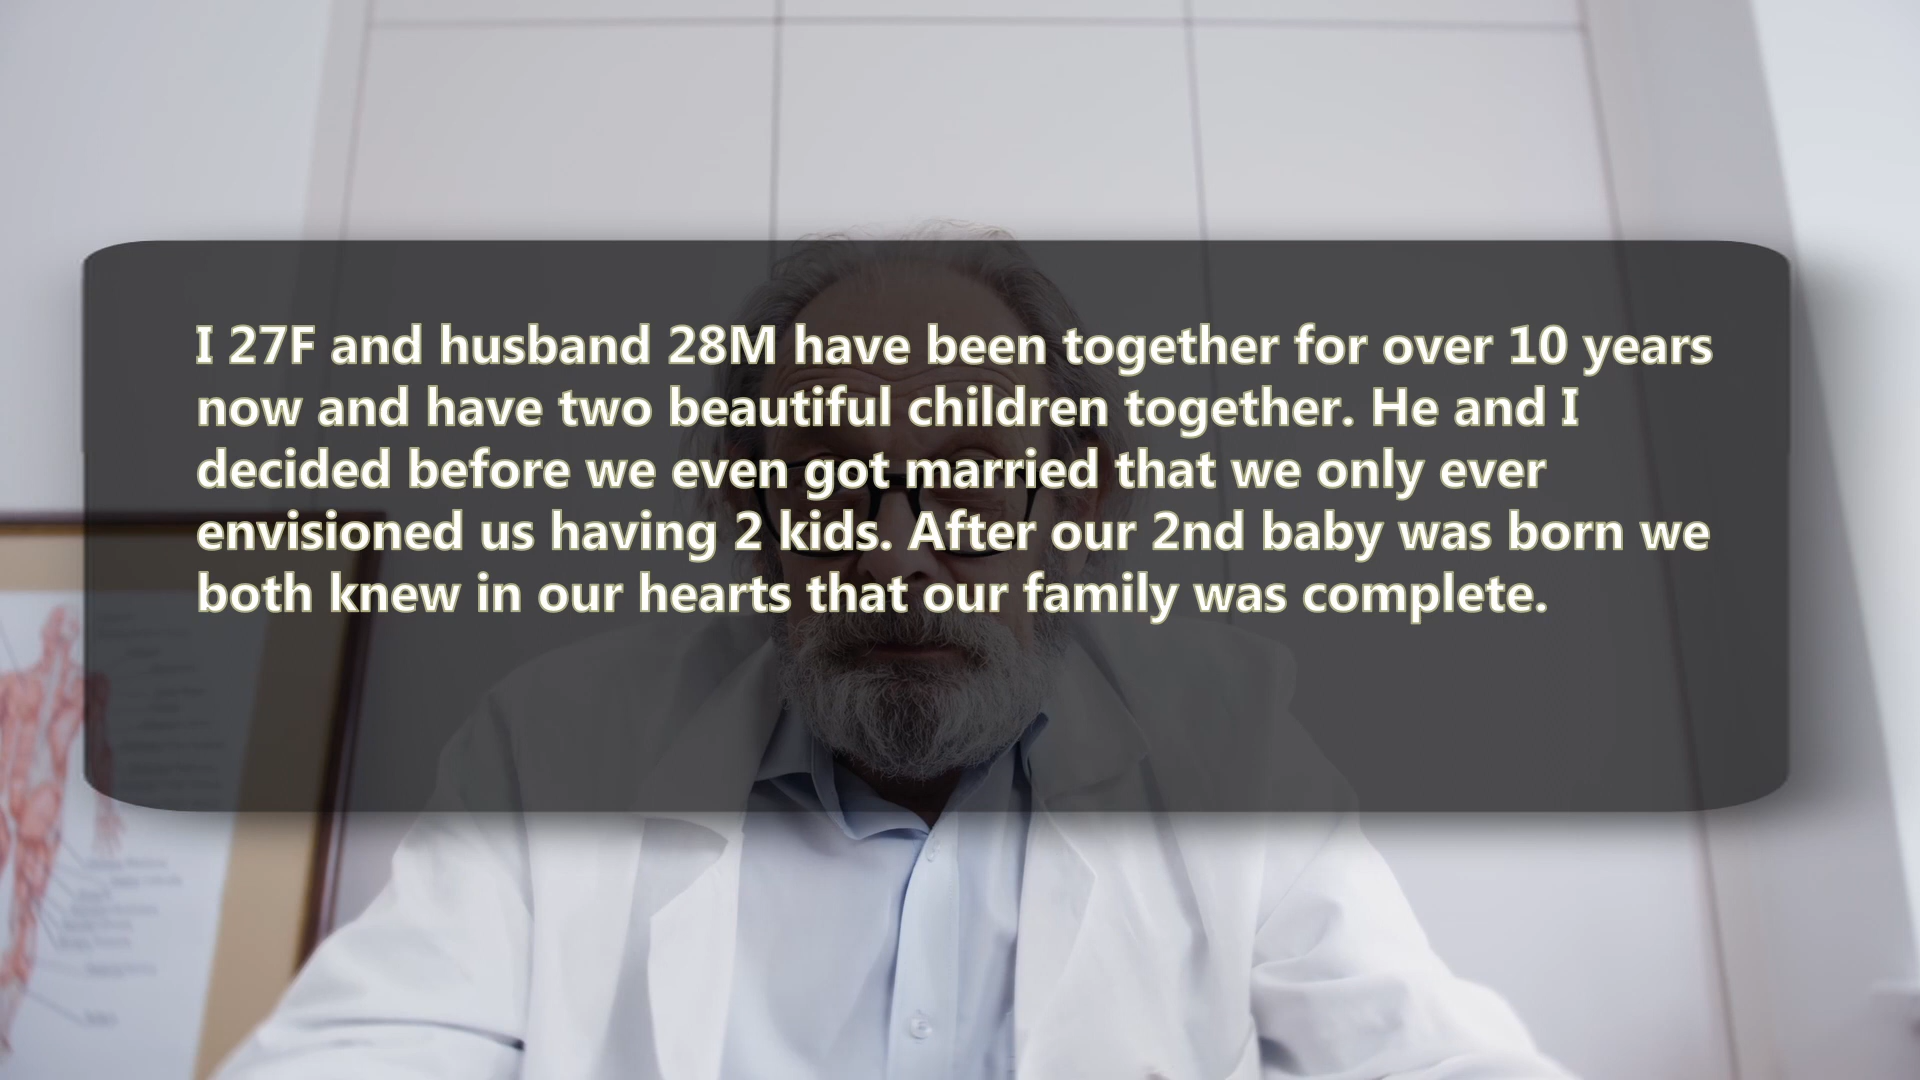 I 27F and husband 28M have been together for over 10 years
now and have two beautiful children together. He and I
decided before we even got married that we only ever
envisioned us having 2 kids. After our 2nd baby was born we
both knew in our hearts that our family was complete.